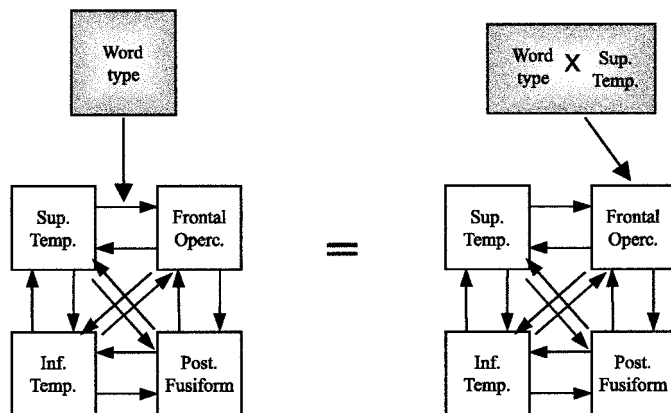 Word
type
Sup.
Temp.
Frontal
Operc.
Inf.
Temp.
Post.
Fusiform
=
Word
type
X
Sup.
Temp.
Sup.
Temp.
Frontal
Operc.
Inf.
Temp.
Post.
Fusiform